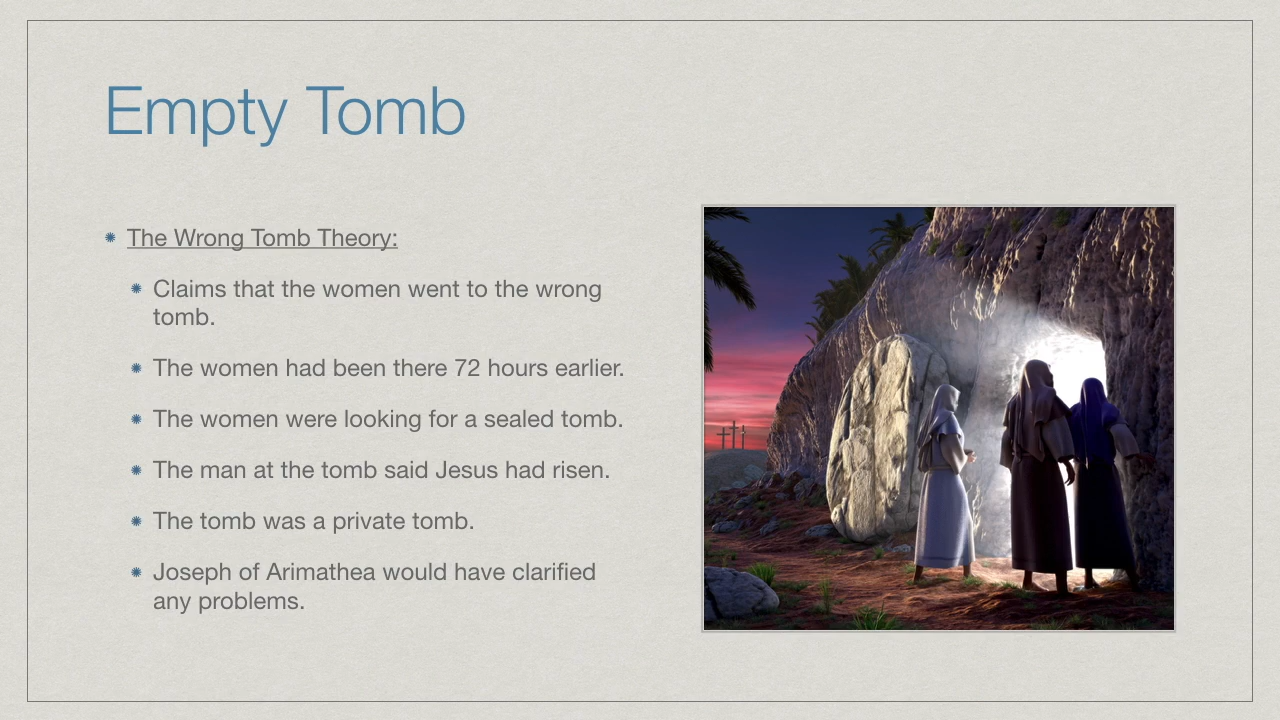 Empty Tomb
The Wrong Tomb Theory:
Claims that the women went to the wrong
tomb.
The women had been there 72 hours earlier.
The women were looking for a sealed tomb.
The man at the tomb said Jesus had risen.
The tomb was a private tomb.
Joseph of Arimathea would have clarified
any problems.